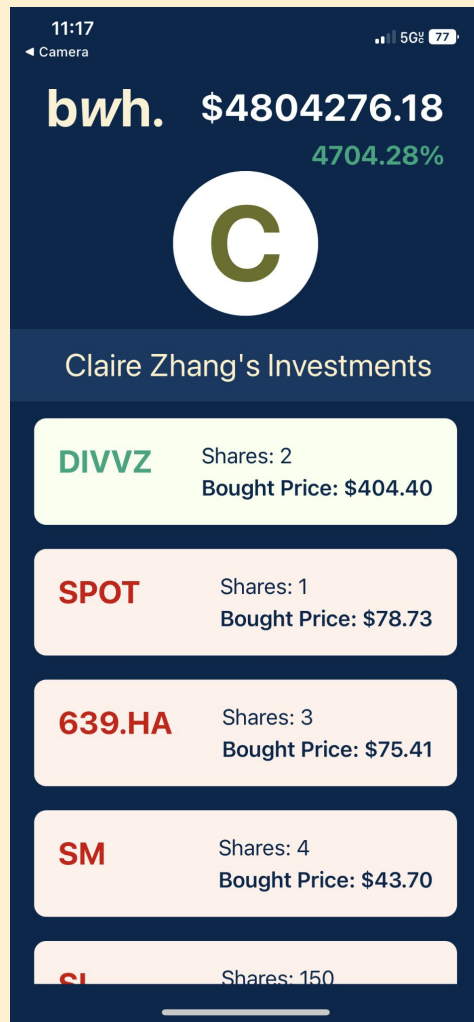 11:17
5G
77
◀ Camera
bwh.
$4804276.18
4704.28%
C
Claire Zhang's Investments
DIVVZ
Shares: 2
Bought Price: $404.40
SPOT
Shares: 1
Bought Price: $78.73
639.HA
Shares: 3
Bought Price: $75.41
SM
Shares: 4
Bought Price: $43.70
Shares: 150